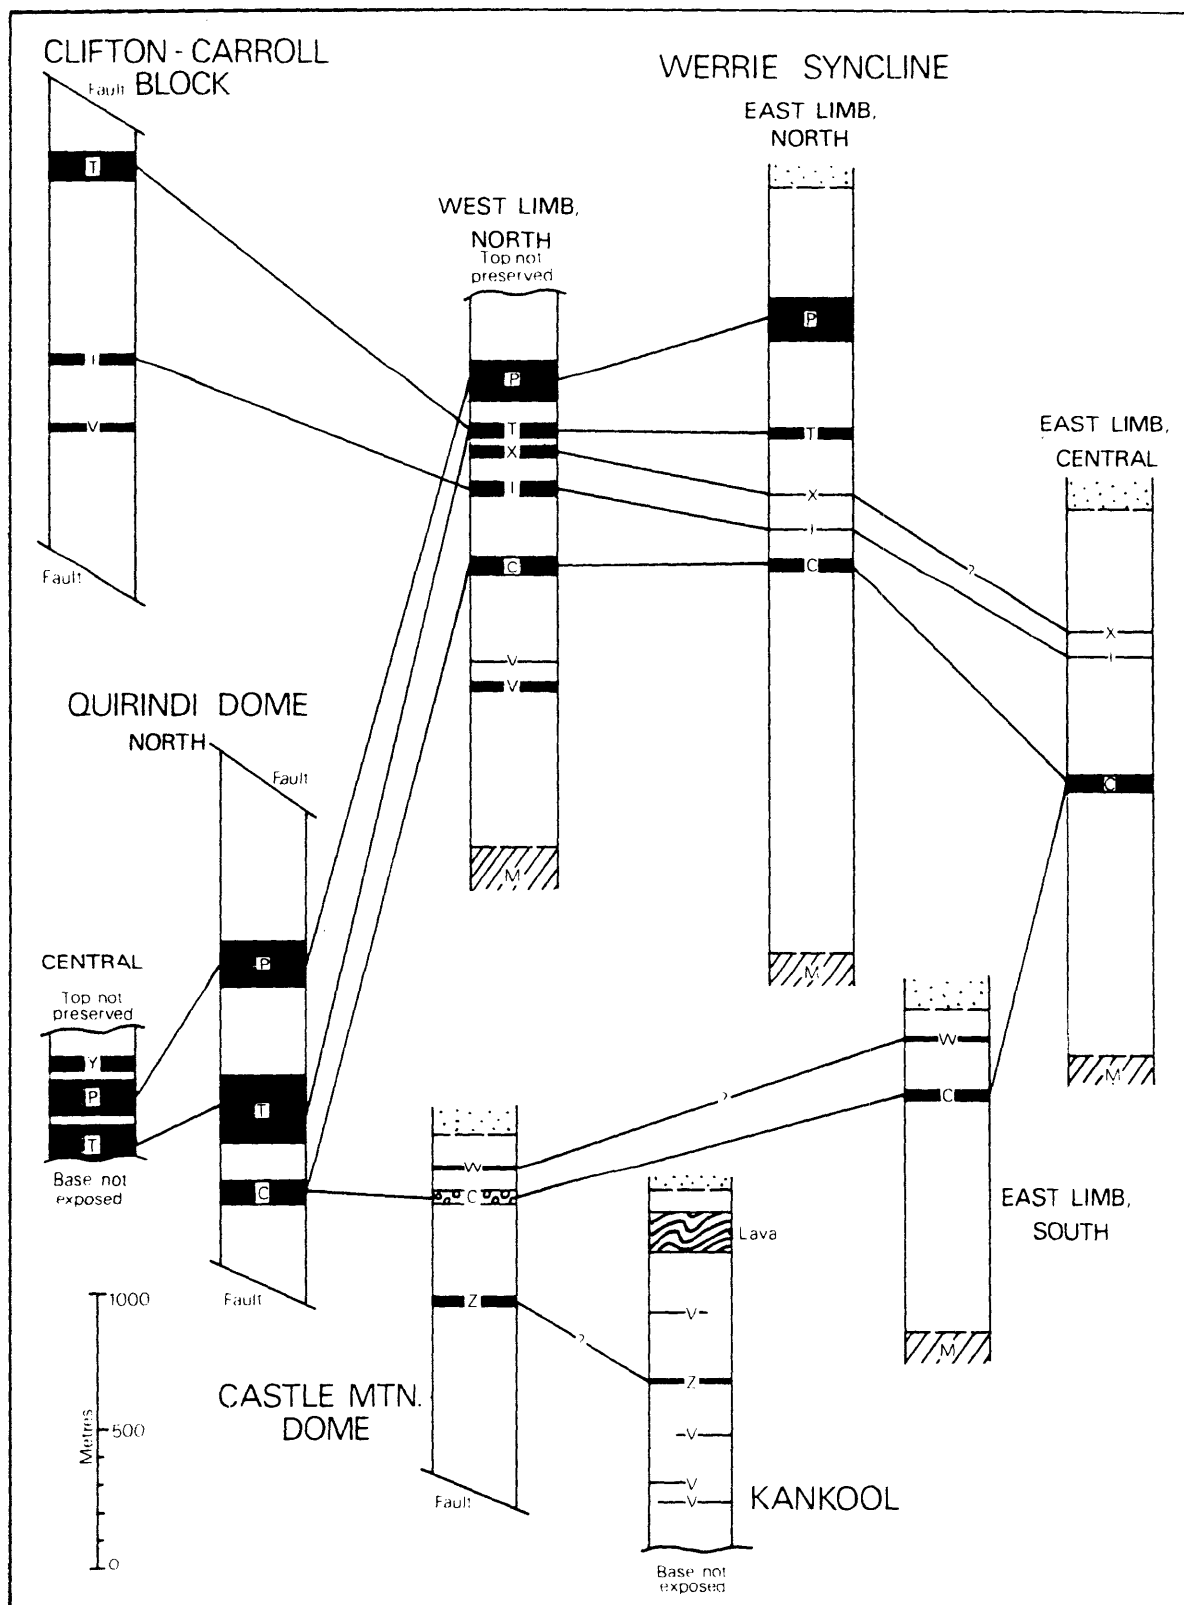 CLIFTON - CARROLL
BLOCK
Fault
T
I
V
Fault
WERRIE SYNCLINE
WEST LIMB,
NORTH
Top not
preserved
P
T
X
I
C
V
V
M
EAST LIMB,
NORTH
P
T
X
I
C
M
?
EAST LIMB,
CENTRAL
X
I
C
M
QUIRINDI DOME
NORTH
Fault
P
T
C
Fault
CENTRAL
Top not
preserved
Y
P
T
Base not
exposed
W
C
Z
Fault
CASTLE MTN.
DOME
?
?
Lava
V
Z
V
V
V
KANKOOL
Base not
exposed
W
C
M
EAST LIMB,
SOUTH
1000
500
0
Metres